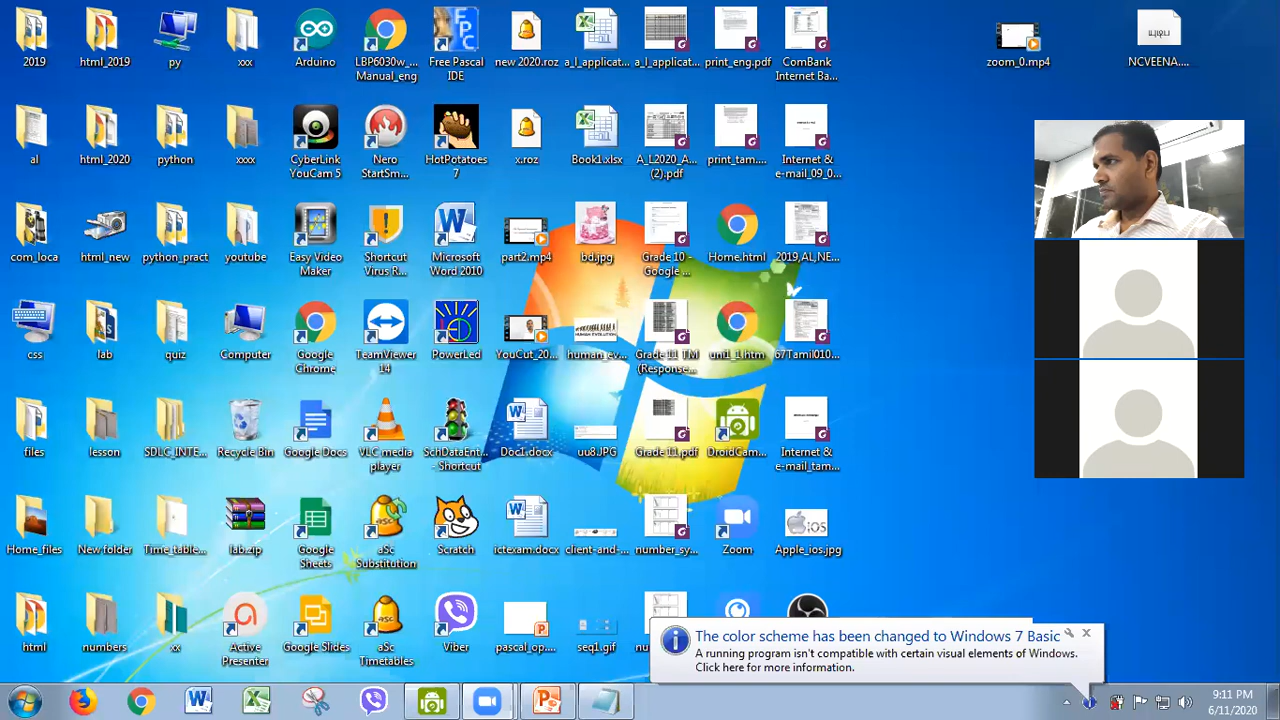 2019
html_2019
py
xxx
Arduino
LBP6030w_...
Manual_eng
Free Pascal
IDE
new 2020.roz
a_l_applicat...
a_l_applicat...
print_eng.pdf
ComBank
Internet Ba...
zoom_0.mp4
NCVEENA....
al
html_2020
python
xxxx
CyberLink
YouCam 5
Nero
StartSm...
HotPotatoes
7
x.roz
Book1.xlsx
A_L2020_A...
(2).pdf
print_tam....
Internet &
e-mail_09_0...
com_loca
html_new
python_pract
youtube
Easy Video
Maker
Shortcut
Virus R...
Microsoft
Word 2010
part2.mp4
bd.jpg
Grade 10 -
Google ...
Home.html
2019,AL,NE...
css
lab
quiz
Computer
Google
Chrome
TeamViewer
14
PowerLed
ouCut_20...
human_ev...
Grade 11 TM
(Response...
uni1_1.htm
67Tamil010...
files
lesson
SDLC_INTE...
Recycle Bin
Google Docs
VLC media
player
SchDataEnt...
- Shortcut
Doc1.docx
uu8.JPG
Grade 11.pdf
DroidCam...
Internet &
e-mail_tam...
Home_files
New folder
Time_table...
lab.zip
Google
Sheets
aSc
Substitution
Scratch
ictexam.docx
client-and-...
number_sy...
Zoom
Apple_ios.jpg
html
numbers
xx
Active
Presenter
Google Slides
aSc
Timetables
Viber
pascal_op....
seq1.gif
The color scheme has been changed to Windows 7 Basic
A running program isn't compatible with certain visual elements of Windows.
Click here for more information.
9:11 PM
6/11/2020